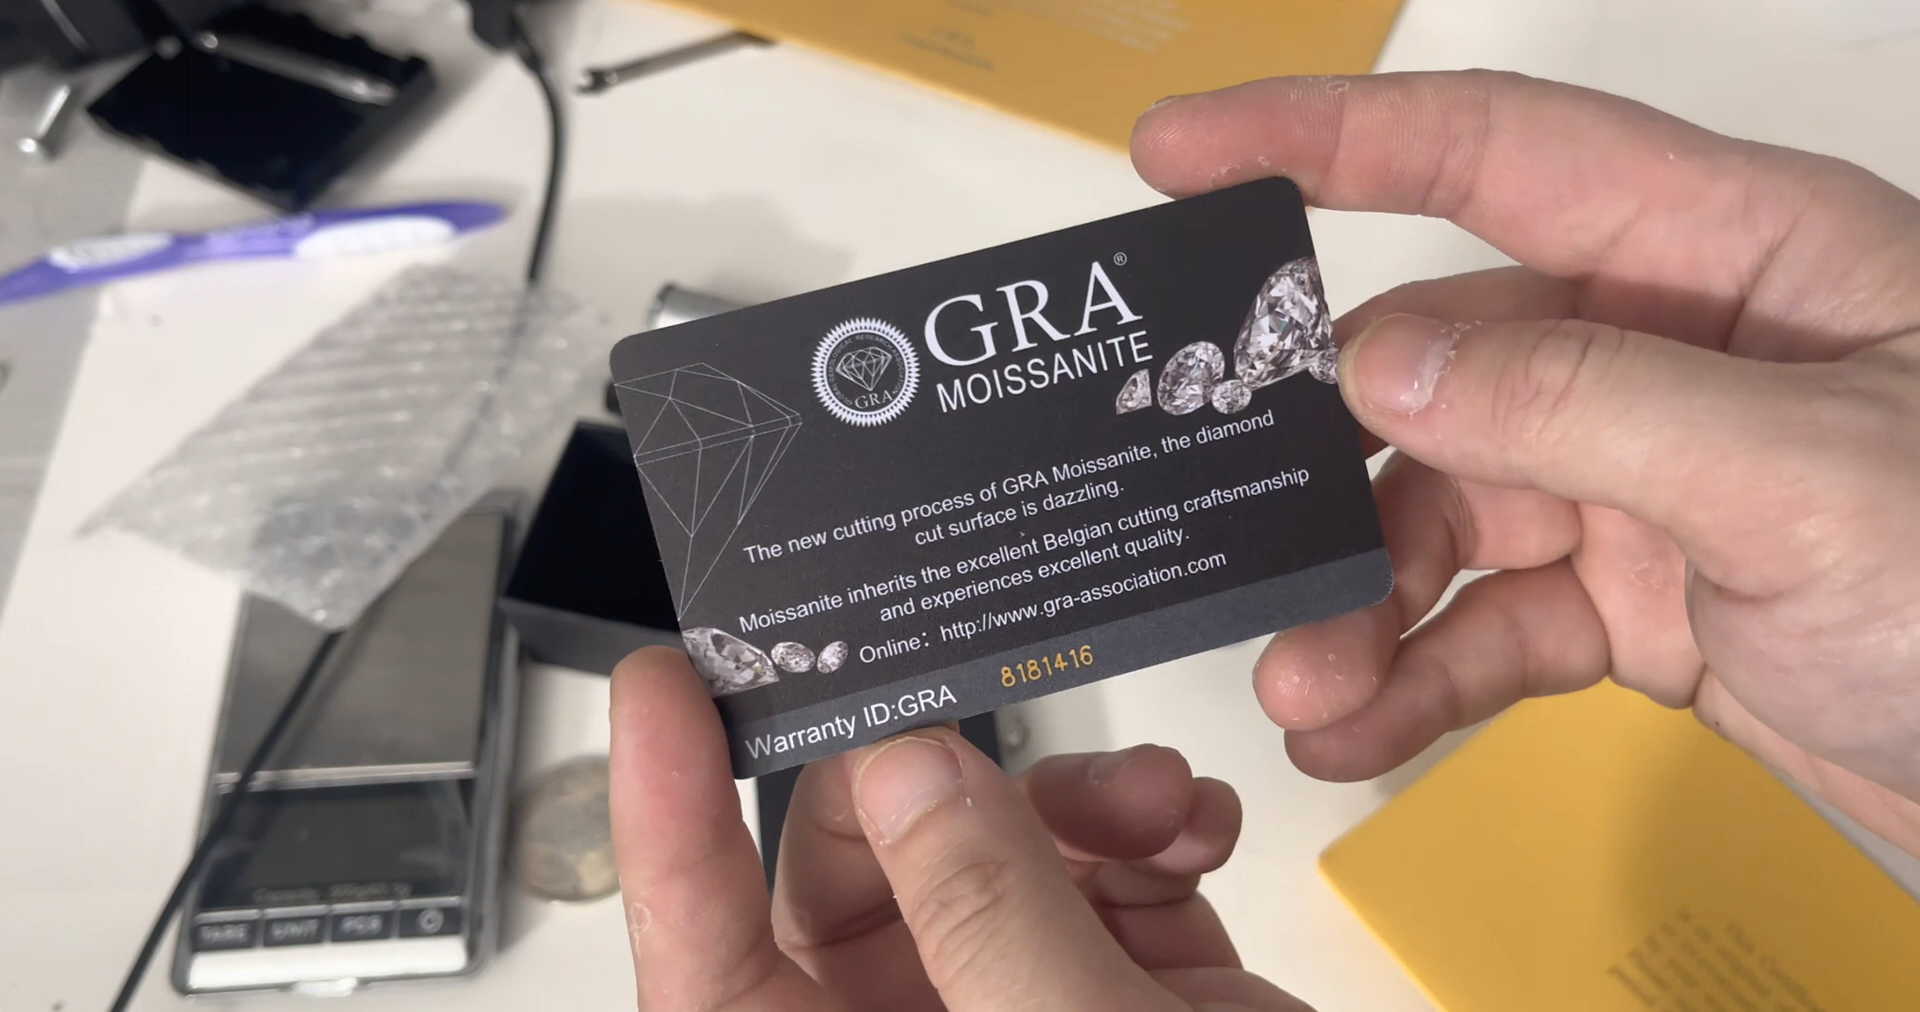 GRA®
MOISSANITE
GRA
The new cutting process of GRA Moissanite, the diamond
cut surface is dazzling.
Moissanite inherits the excellent Belgian cutting craftsmanship
and experiences excellent quality.
Online：http://www.gra-association.com
Warranty ID:GRA 8181416
TARE UNIT PCS